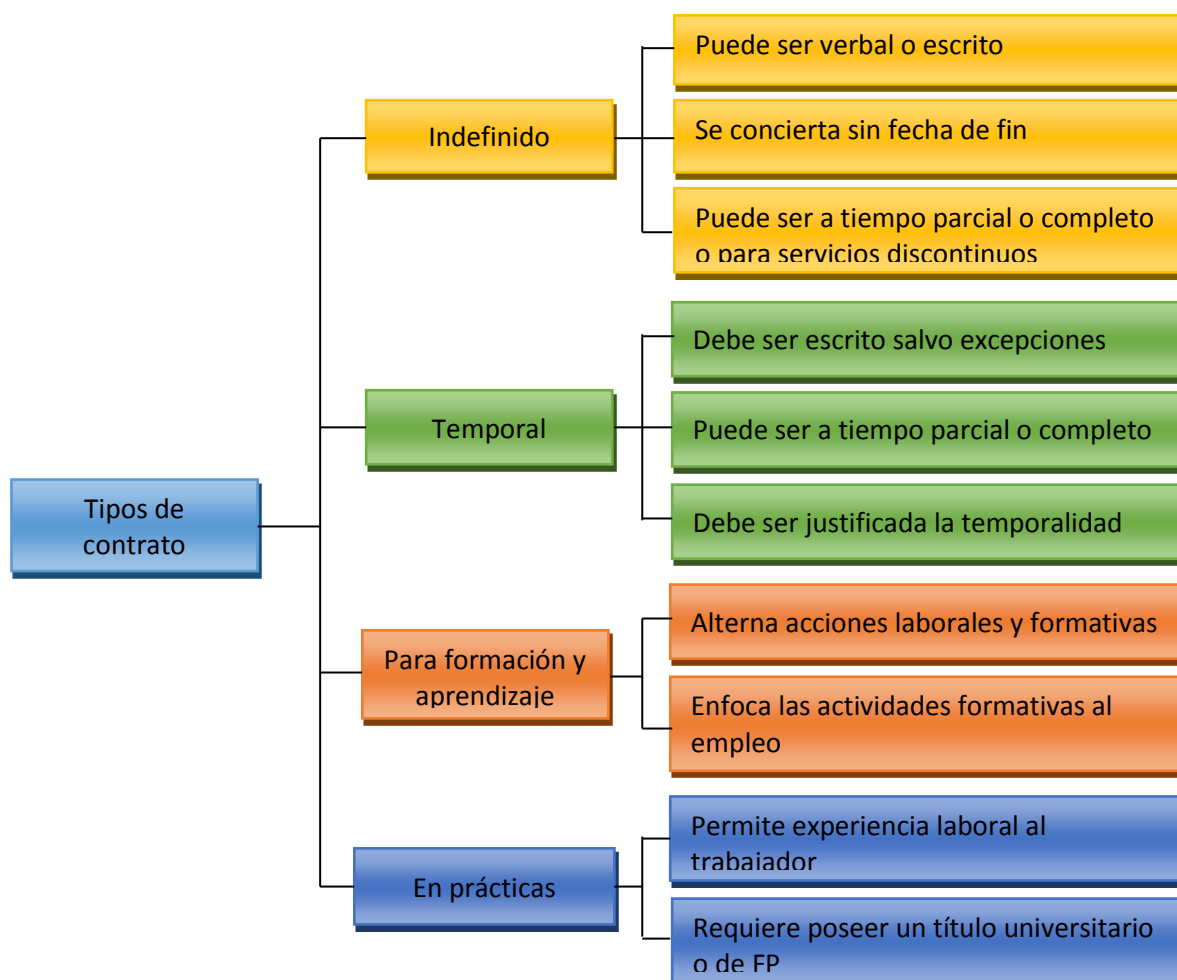 Tipos de
contrato
Indefinido
Puede ser verbal o escrito
Se concierta sin fecha de fin
Puede ser a tiempo parcial o completo
o para servicios discontinuos
Temporal
Debe ser escrito salvo excepciones
Puede ser a tiempo parcial o completo
Debe ser justificada la temporalidad
Para formación y
aprendizaje
Alterna acciones laborales y formativas
Enfoca las actividades formativas al
empleo
En prácticas
Permite experiencia laboral al
trabajador
Requiere poseer un título universitario
o de FP